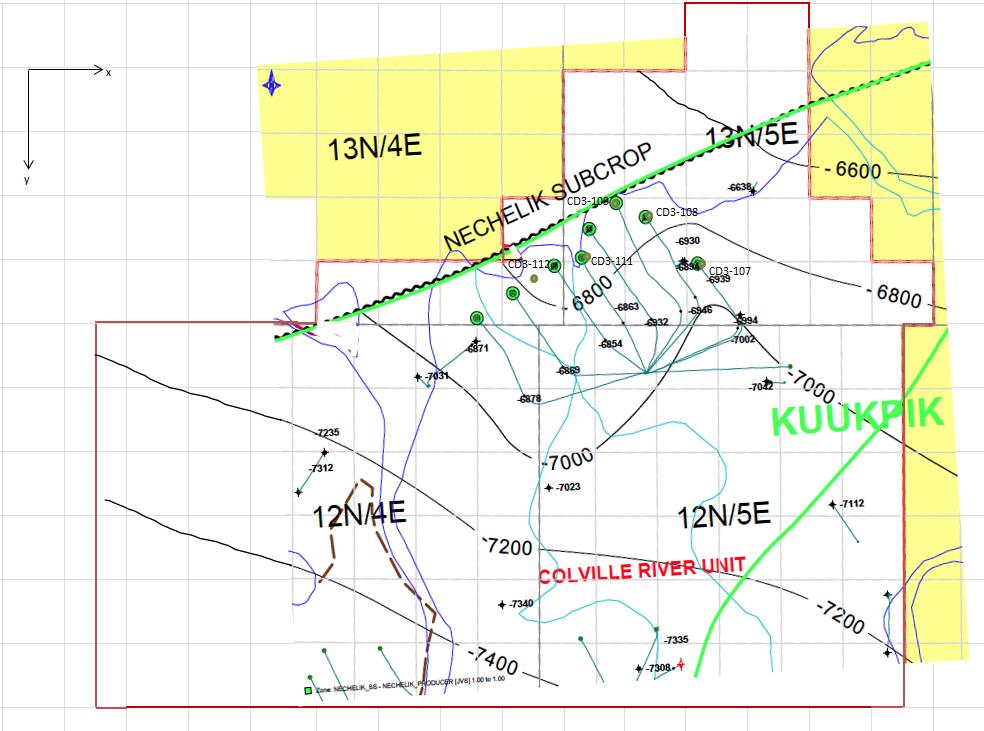 x
y
13N/4E
13N/5E
NECHELIK SUBCROP
-6600
-6638
CD3-109
CD3-108
-6930
CD3-112
CD3-111
-6894
CD3-107
-6939
-6800
-6800
-6863
-6946
-6932
-6994
-7002
-6871
-6854
-7031
-6869
-7042
-7000
-6878
KUUKPIK
-7235
-7000
-7312
-7023
12N/4E
12N/5E
-7112
-7200
COLVILLE RIVER UNIT
-7340
-7200
-7335
-7400
-7308
Zone: NECHELIK_SS - NECHELIK_PRODUCER [JVS] 1.00 to 1.00